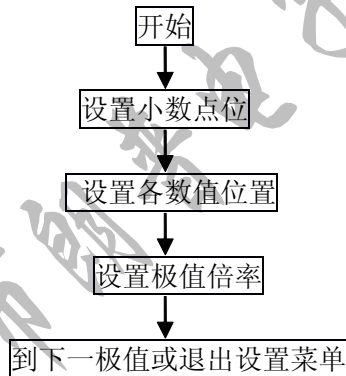 开始
设置小数点位
设置各数值位置
设置极值倍率
到下一极值或退出设置菜单